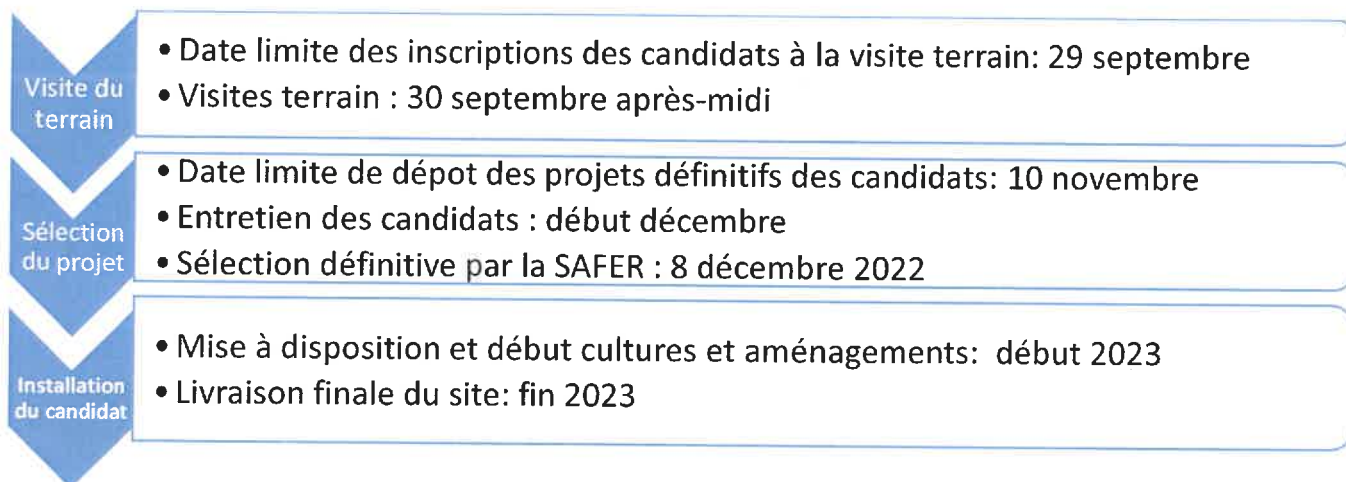 Visite du
terrain
• Date limite des inscriptions des candidats à la visite terrain: 29 septembre
• Visites terrain : 30 septembre après-midi
Sélection
du projet
• Date limite de dépot des projets définitifs des candidats: 10 novembre
• Entretien des candidats : début décembre
• Sélection définitive par la SAFER : 8 décembre 2022
Installation
du candidat
• Mise à disposition et début cultures et aménagements: début 2023
• Livraison finale du site: fin 2023